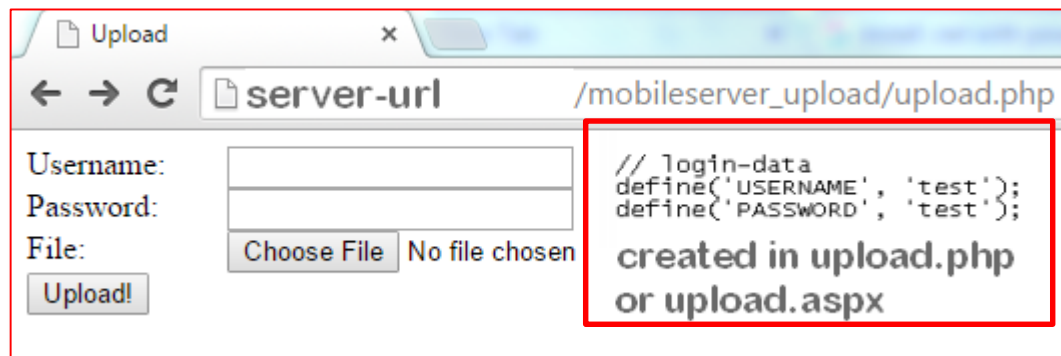 Upload
server-url /mobileserver_upload/upload.php
Username:
Password:
File:
Choose File No file chosen
Upload!
// login-data
define('USERNAME', 'test');
define('PASSWORD', 'test');
created in upload.php
or upload.aspx